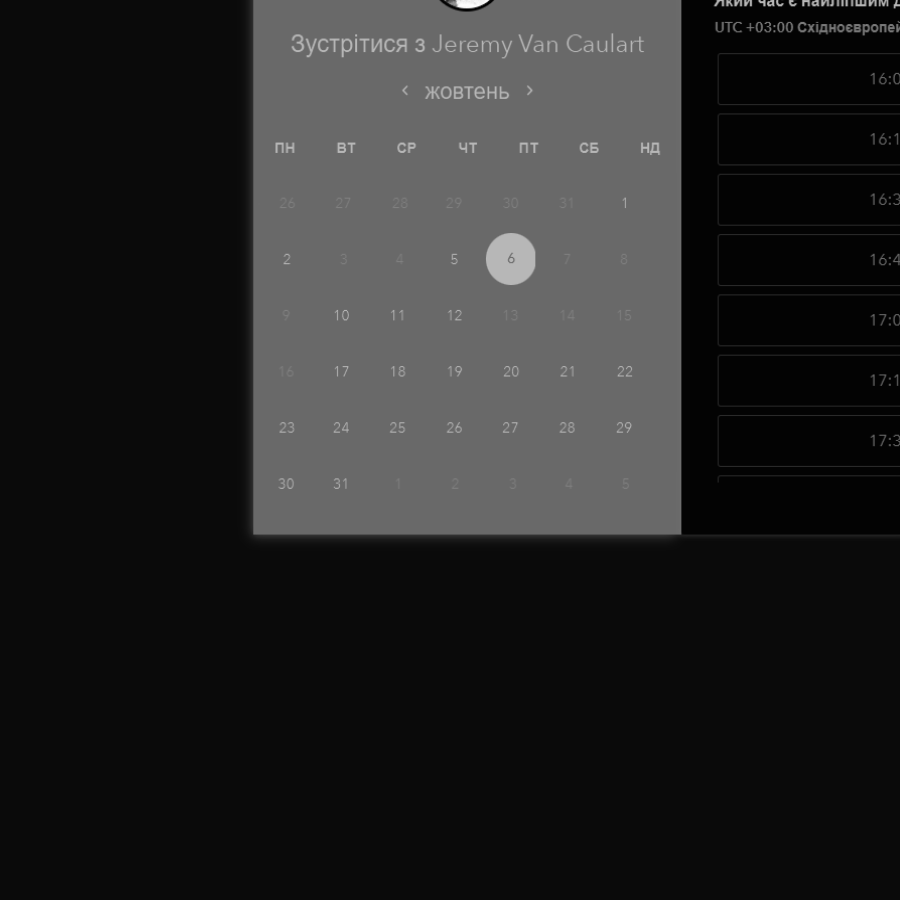 Зустрітися з Jeremy Van Caulart
‹ жовтень ›
ПН ВТ СР ЧТ ПТ СБ НД
26 27 28 29 30 31 1
2 3 4 5 6 7 8
9 10 11 12 13 14 15
16 17 18 19 20 21 22
23 24 25 26 27 28 29
30 31 1 2 3 4 5
Який час є найліпшим
UTC +03:00
16:0
16:1
16:3
16:4
17:0
17:1
17:3